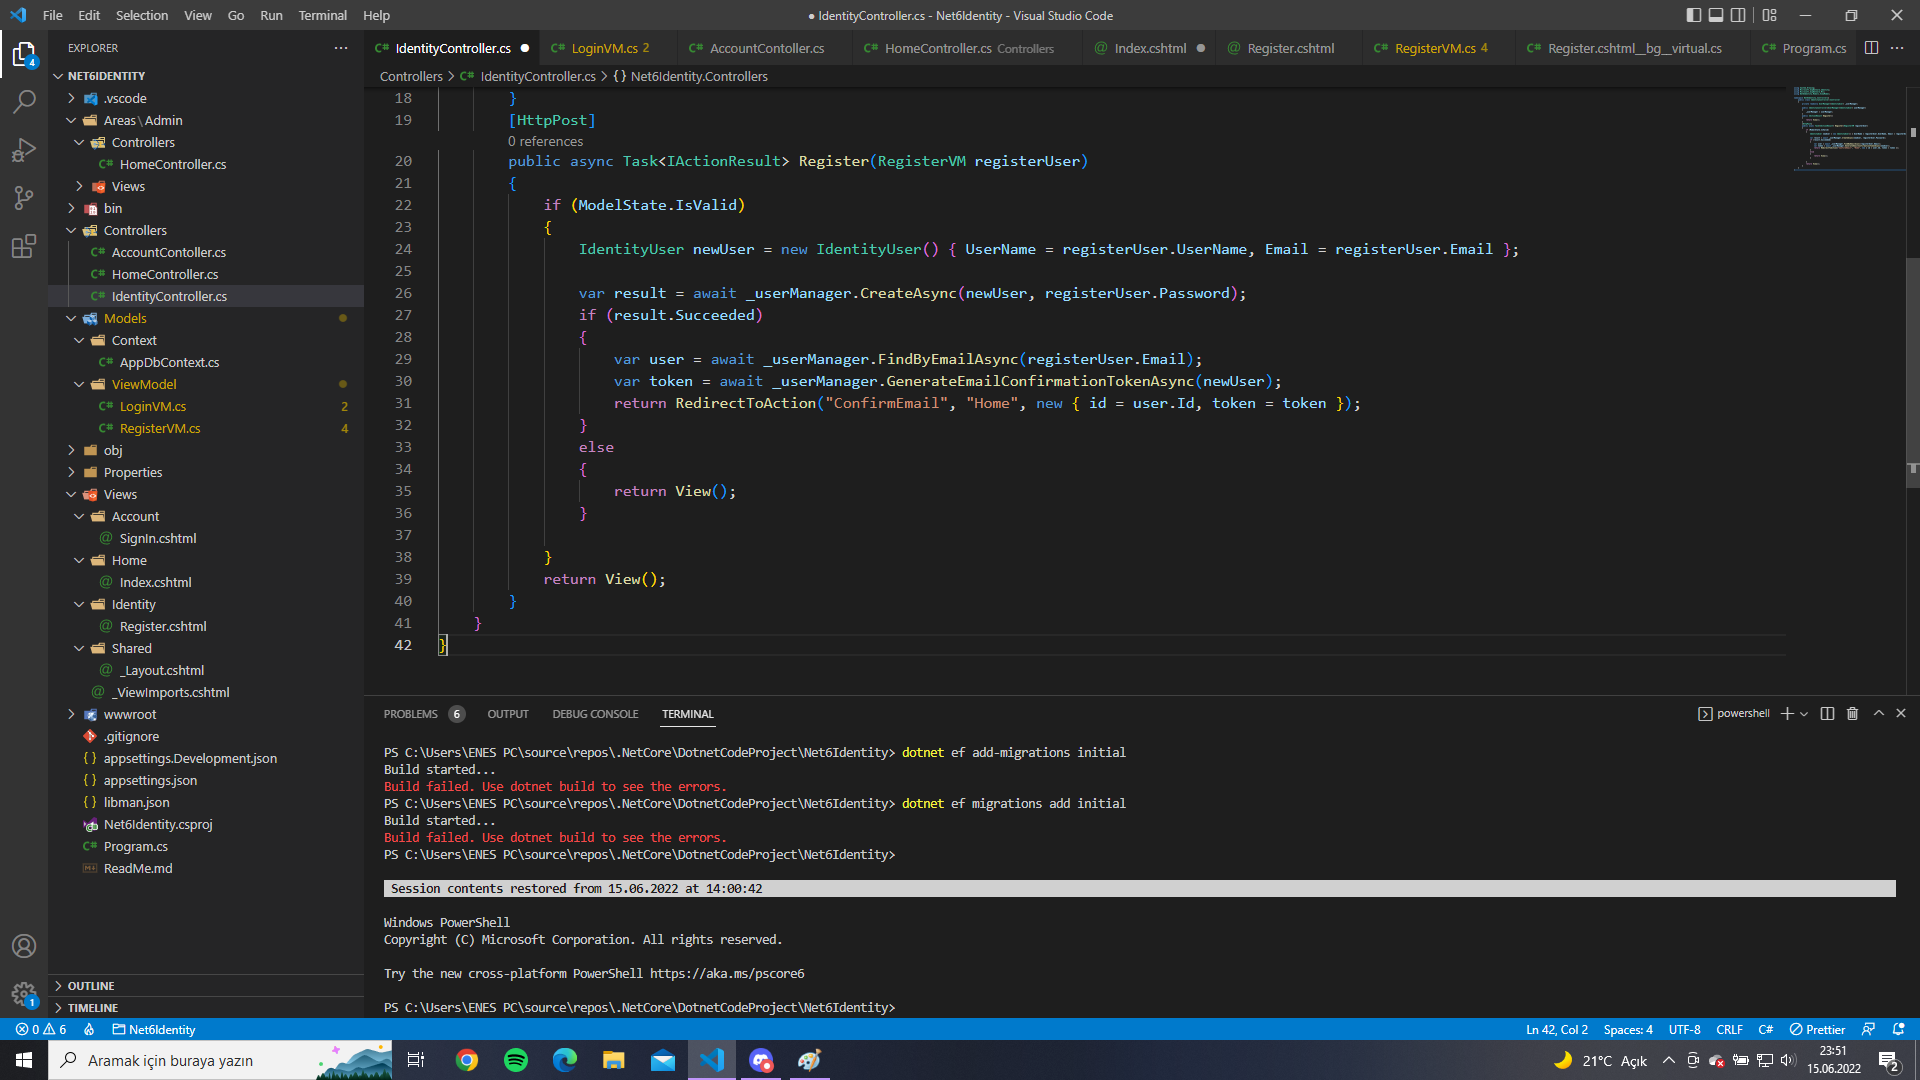 File Edit Selection View Go Run Terminal Help
● IdentityController.cs - Net6Identity - Visual Studio Code
EXPLORER
IdentityController.cs
LoginVM.cs 2
AccountContoller.cs
HomeController.cs Controllers
Index.cshtml
Register.cshtml
RegisterVM.cs 4
Register.cshtml__bg__virtual.cs
Program.cs
Controllers > IdentityController.cs > {} Net6Identity.Controllers
4
NET6IDENTITY
.vscode
Areas \ Admin
Controllers
HomeController.cs
Views
bin
Controllers
AccountContoller.cs
HomeController.cs
IdentityController.cs
Models
Context
AppDbContext.cs
ViewModel
LoginVM.cs 2
RegisterVM.cs 4
obj
Properties
Views
Account
SignIn.cshtml
Home
Index.cshtml
Identity
Register.cshtml
Shared
_Layout.cshtml
_ViewImports.cshtml
wwwroot
.gitignore
{ } appsettings.Development.json
{ } appsettings.json
{ } libman.json
Net6Identity.csproj
Program.cs
ReadMe.md
OUTLINE
TIMELINE
1
18 }
19 [HttpPost]
0 references
20 public async Task<IActionResult> Register(RegisterVM registerUser)
21 {
22 if (ModelState.IsValid)
23 {
24 IdentityUser newUser = new IdentityUser() { UserName = registerUser.UserName, Email = registerUser.Email };
25
26 var result = await _userManager.CreateAsync(newUser, registerUser.Password);
27 if (result.Succeeded)
28 {
29 var user = await _userManager.FindByEmailAsync(registerUser.Email);
30 var token = await _userManager.GenerateEmailConfirmationTokenAsync(newUser);
31 return RedirectToAction("ConfirmEmail", "Home", new { id = user.Id, token = token });
32 }
33 else
34 {
35 return View();
36 }
37
38 }
39 return View();
40 }
41 }
42 }
PROBLEMS 6 OUTPUT DEBUG CONSOLE TERMINAL
powershell
PS C:\Users\ENES PC\source\repos\.NetCore\DotnetCodeProject\Net6Identity> dotnet ef add-migrations initial
Build started...
Build failed. Use dotnet build to see the errors.
PS C:\Users\ENES PC\source\repos\.NetCore\DotnetCodeProject\Net6Identity> dotnet ef migrations add initial
Build started...
Build failed. Use dotnet build to see the errors.
PS C:\Users\ENES PC\source\repos\.NetCore\DotnetCodeProject\Net6Identity>
Session contents restored from 15.06.2022 at 14:00:42
Windows PowerShell
Copyright (C) Microsoft Corporation. All rights reserved.
Try the new cross-platform PowerShell https://aka.ms/pscore6
PS C:\Users\ENES PC\source\repos\.NetCore\DotnetCodeProject\Net6Identity>
0 6 Net6Identity
Ln 42, Col 2 Spaces: 4 UTF-8 CRLF C# Prettier
Aramak için buraya yazın
21°C Açık
23:51
15.06.2022
2